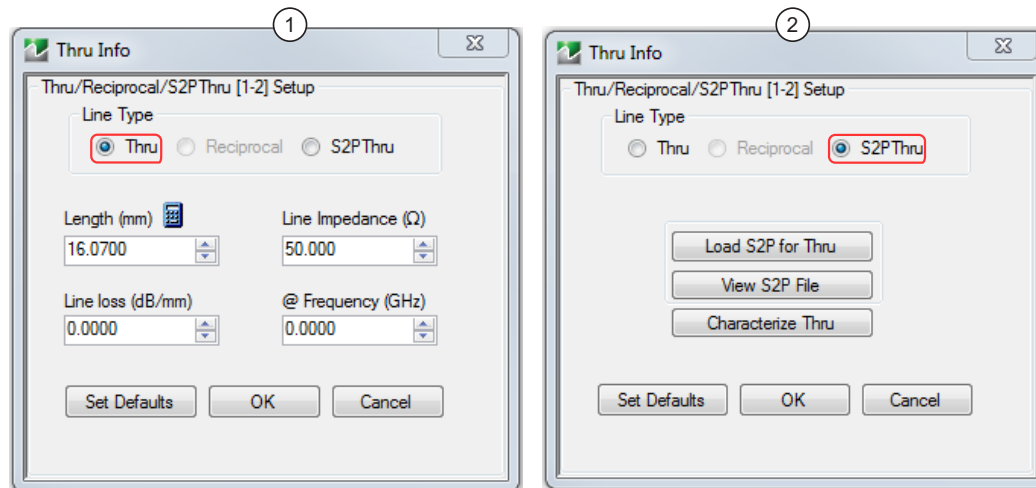 1
Thru Info
Thru/Reciprocal/S2PThru [1-2] Setup
Line Type
Thru Reciprocal S2PThru
Length (mm) Line Impedance (Ω)
16.0700 50.000
Line loss (dB/mm) @ Frequency (GHz)
0.0000 0.0000
Set Defaults OK Cancel
2
Thru Info
Thru/Reciprocal/S2PThru [1-2] Setup
Line Type
Thru Reciprocal S2PThru
Load S2P for Thru
View S2P File
Characterize Thru
Set Defaults OK Cancel